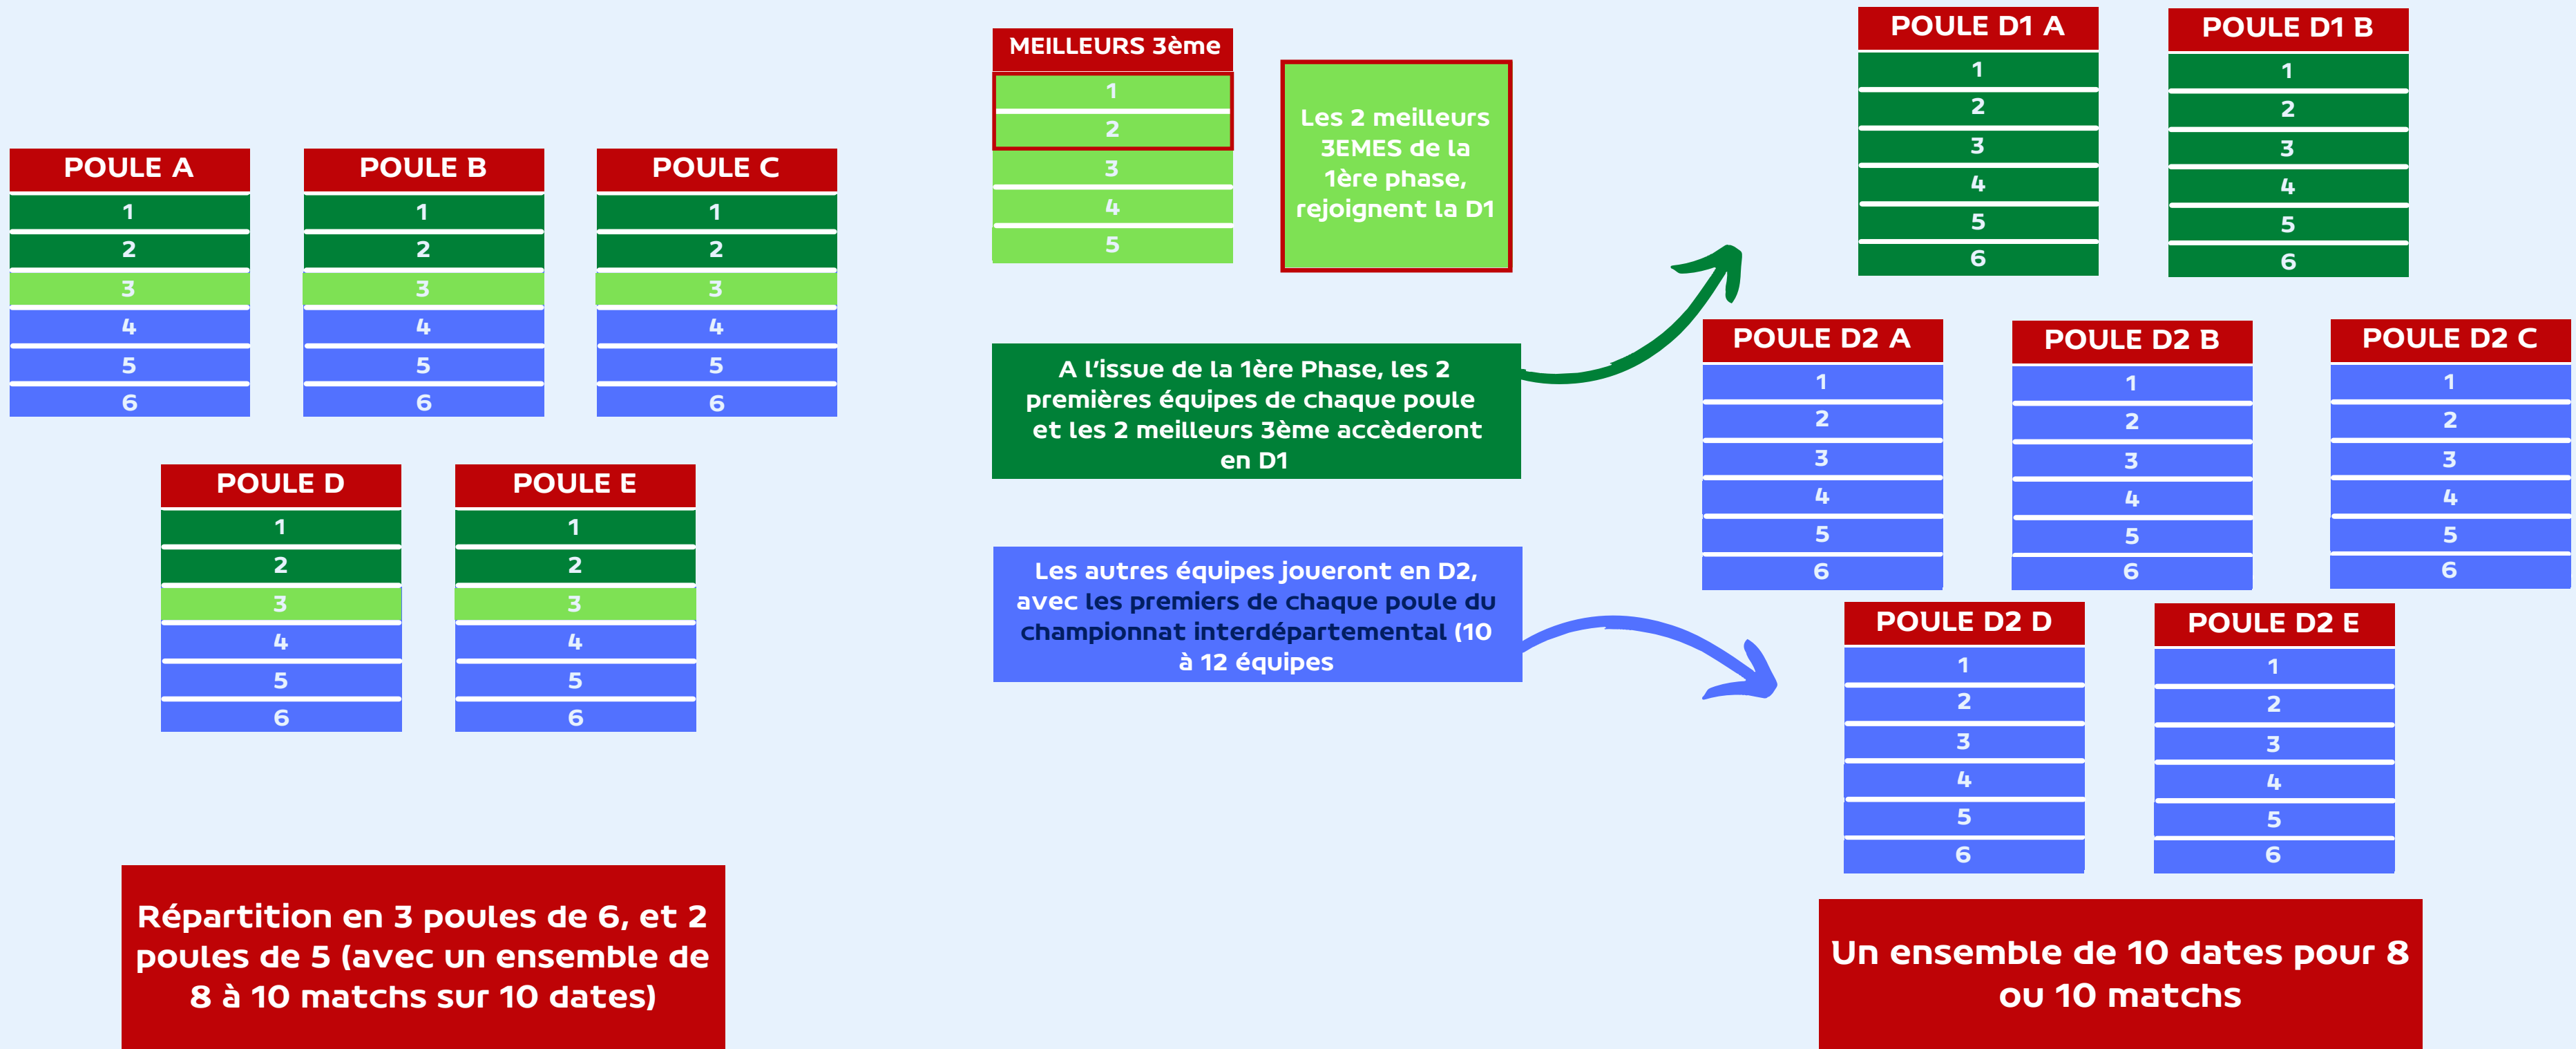 POULE A
1
2
3
4
5
6
POULE B
1
2
3
4
5
6
POULE C
1
2
3
4
5
6
POULE D
1
2
3
4
5
6
POULE E
1
2
3
4
5
6
Répartition en 3 poules de 6, et 2
poules de 5 (avec un ensemble de
8 à 10 matchs sur 10 dates)
MEILLEURS 3ème
1
2
3
4
5
Les 2 meilleurs
3EMES de la
1ère phase,
rejoignent la D1
A l'issue de la 1ère Phase, les 2
premières équipes de chaque poule
et les 2 meilleurs 3ème accèderont
en D1
Les autres équipes joueront en D2,
avec les premiers de chaque poule du
championnat interdépartemental (10
à 12 équipes
POULE D1 A
1
2
3
4
5
6
POULE D1 B
1
2
3
4
5
6
POULE D2 A
1
2
3
4
5
6
POULE D2 B
1
2
3
4
5
6
POULE D2 C
1
2
3
4
5
6
POULE D2 D
1
2
3
4
5
6
POULE D2 E
1
2
3
4
5
6
Un ensemble de 10 dates pour 8
ou 10 matchs